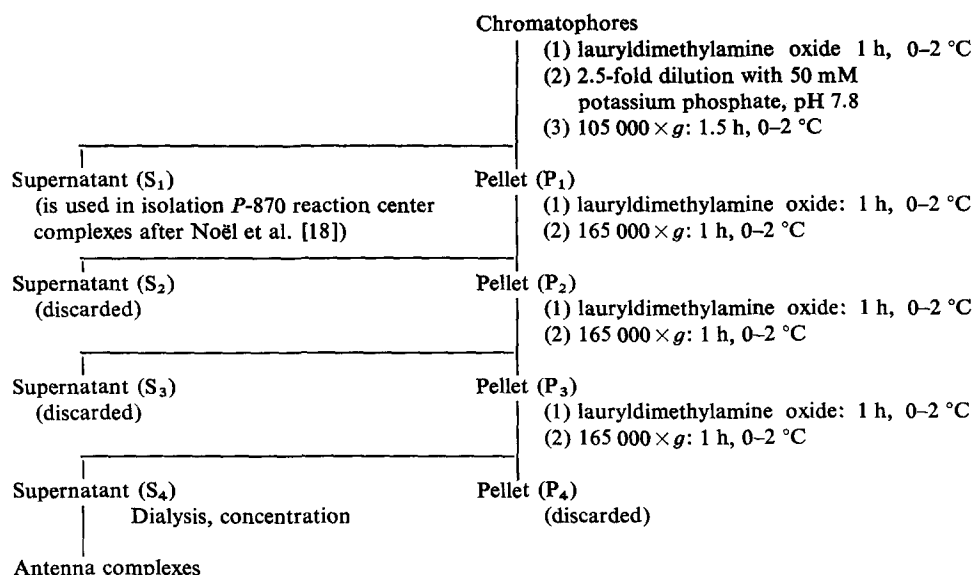 Chromatophores
(1) lauryldimethylamine oxide 1 h, 0–2 °C
(2) 2.5-fold dilution with 50 mM
potassium phosphate, pH 7.8
(3) 105 000 × g: 1.5 h, 0–2 °C
Supernatant (S₁)
(is used in isolation P-870 reaction center
complexes after Noël et al. [18])
Pellet (P₁)
(1) lauryldimethylamine oxide: 1 h, 0–2 °C
(2) 165 000 × g: 1 h, 0–2 °C
Supernatant (S₂)
(discarded)
Pellet (P₂)
(1) lauryldimethylamine oxide: 1 h, 0–2 °C
(2) 165 000 × g: 1 h, 0–2 °C
Supernatant (S₃)
(discarded)
Pellet (P₃)
(1) lauryldimethylamine oxide: 1 h, 0–2 °C
(2) 165 000 × g: 1 h, 0–2 °C
Supernatant (S₄)
Dialysis, concentration
Pellet (P₄)
(discarded)
Antenna complexes